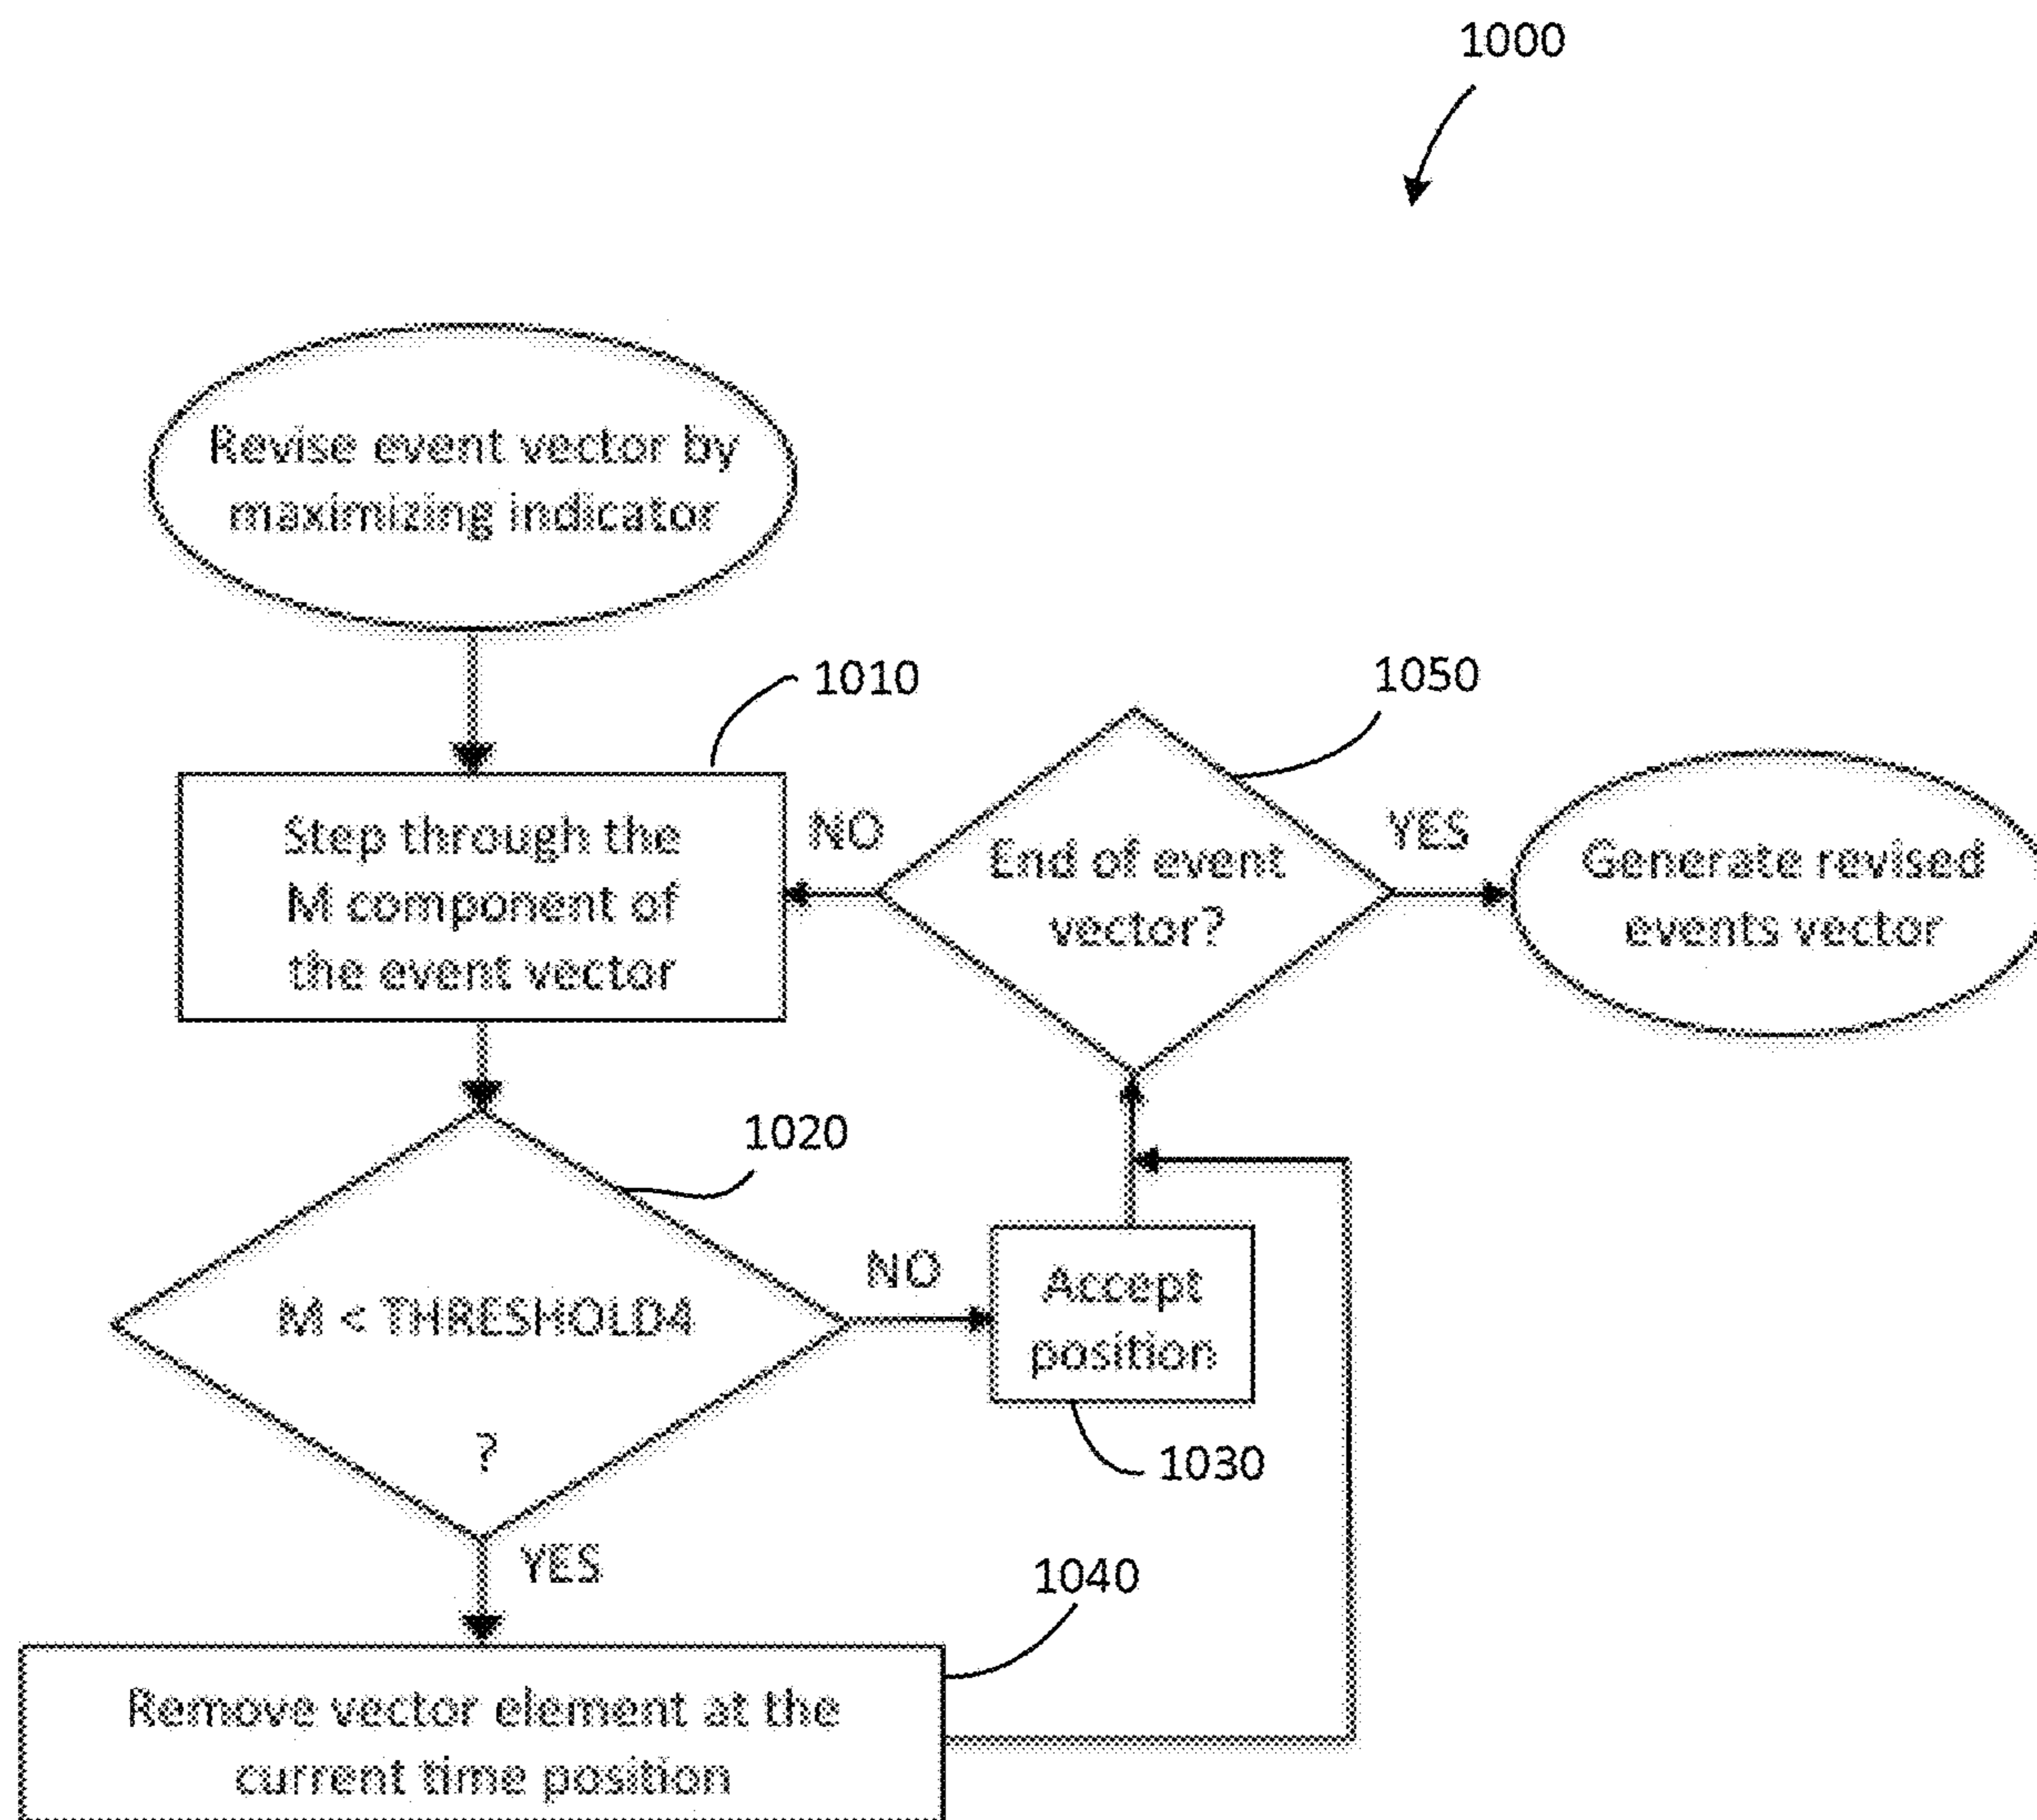 1000
Revise event vector by
maximizing indicator
1010
Step through the
M component of
the event vector
1020
M < THRESHOLD4
?
NO
YES
Accept
position
1030
1040
Remove vector element at the
current time position
1050
End of event
vector?
NO
YES
Generate revised
events vector